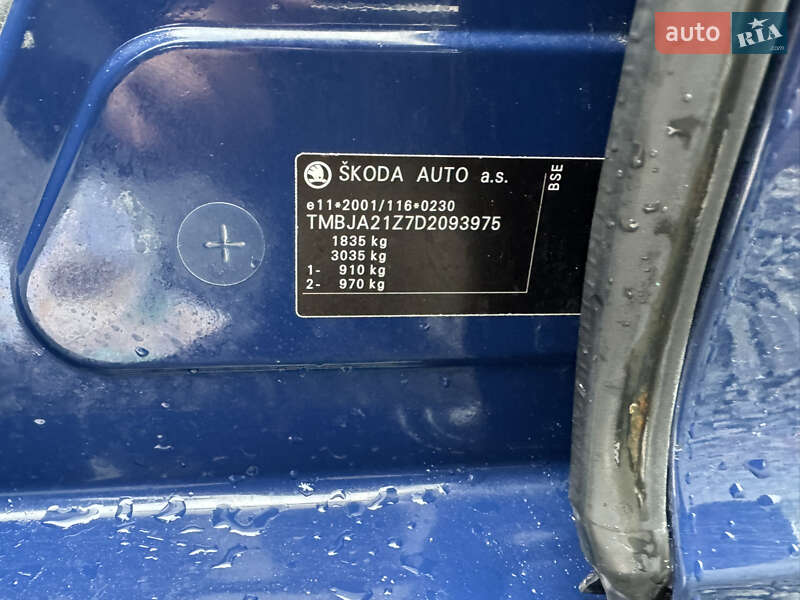 auto RIA .com
ŠKODA AUTO a.s.
BSE
e11*2001/116*0230
TMBJA21Z7D2093975
1835 kg
3035 kg
1- 910 kg
2- 970 kg